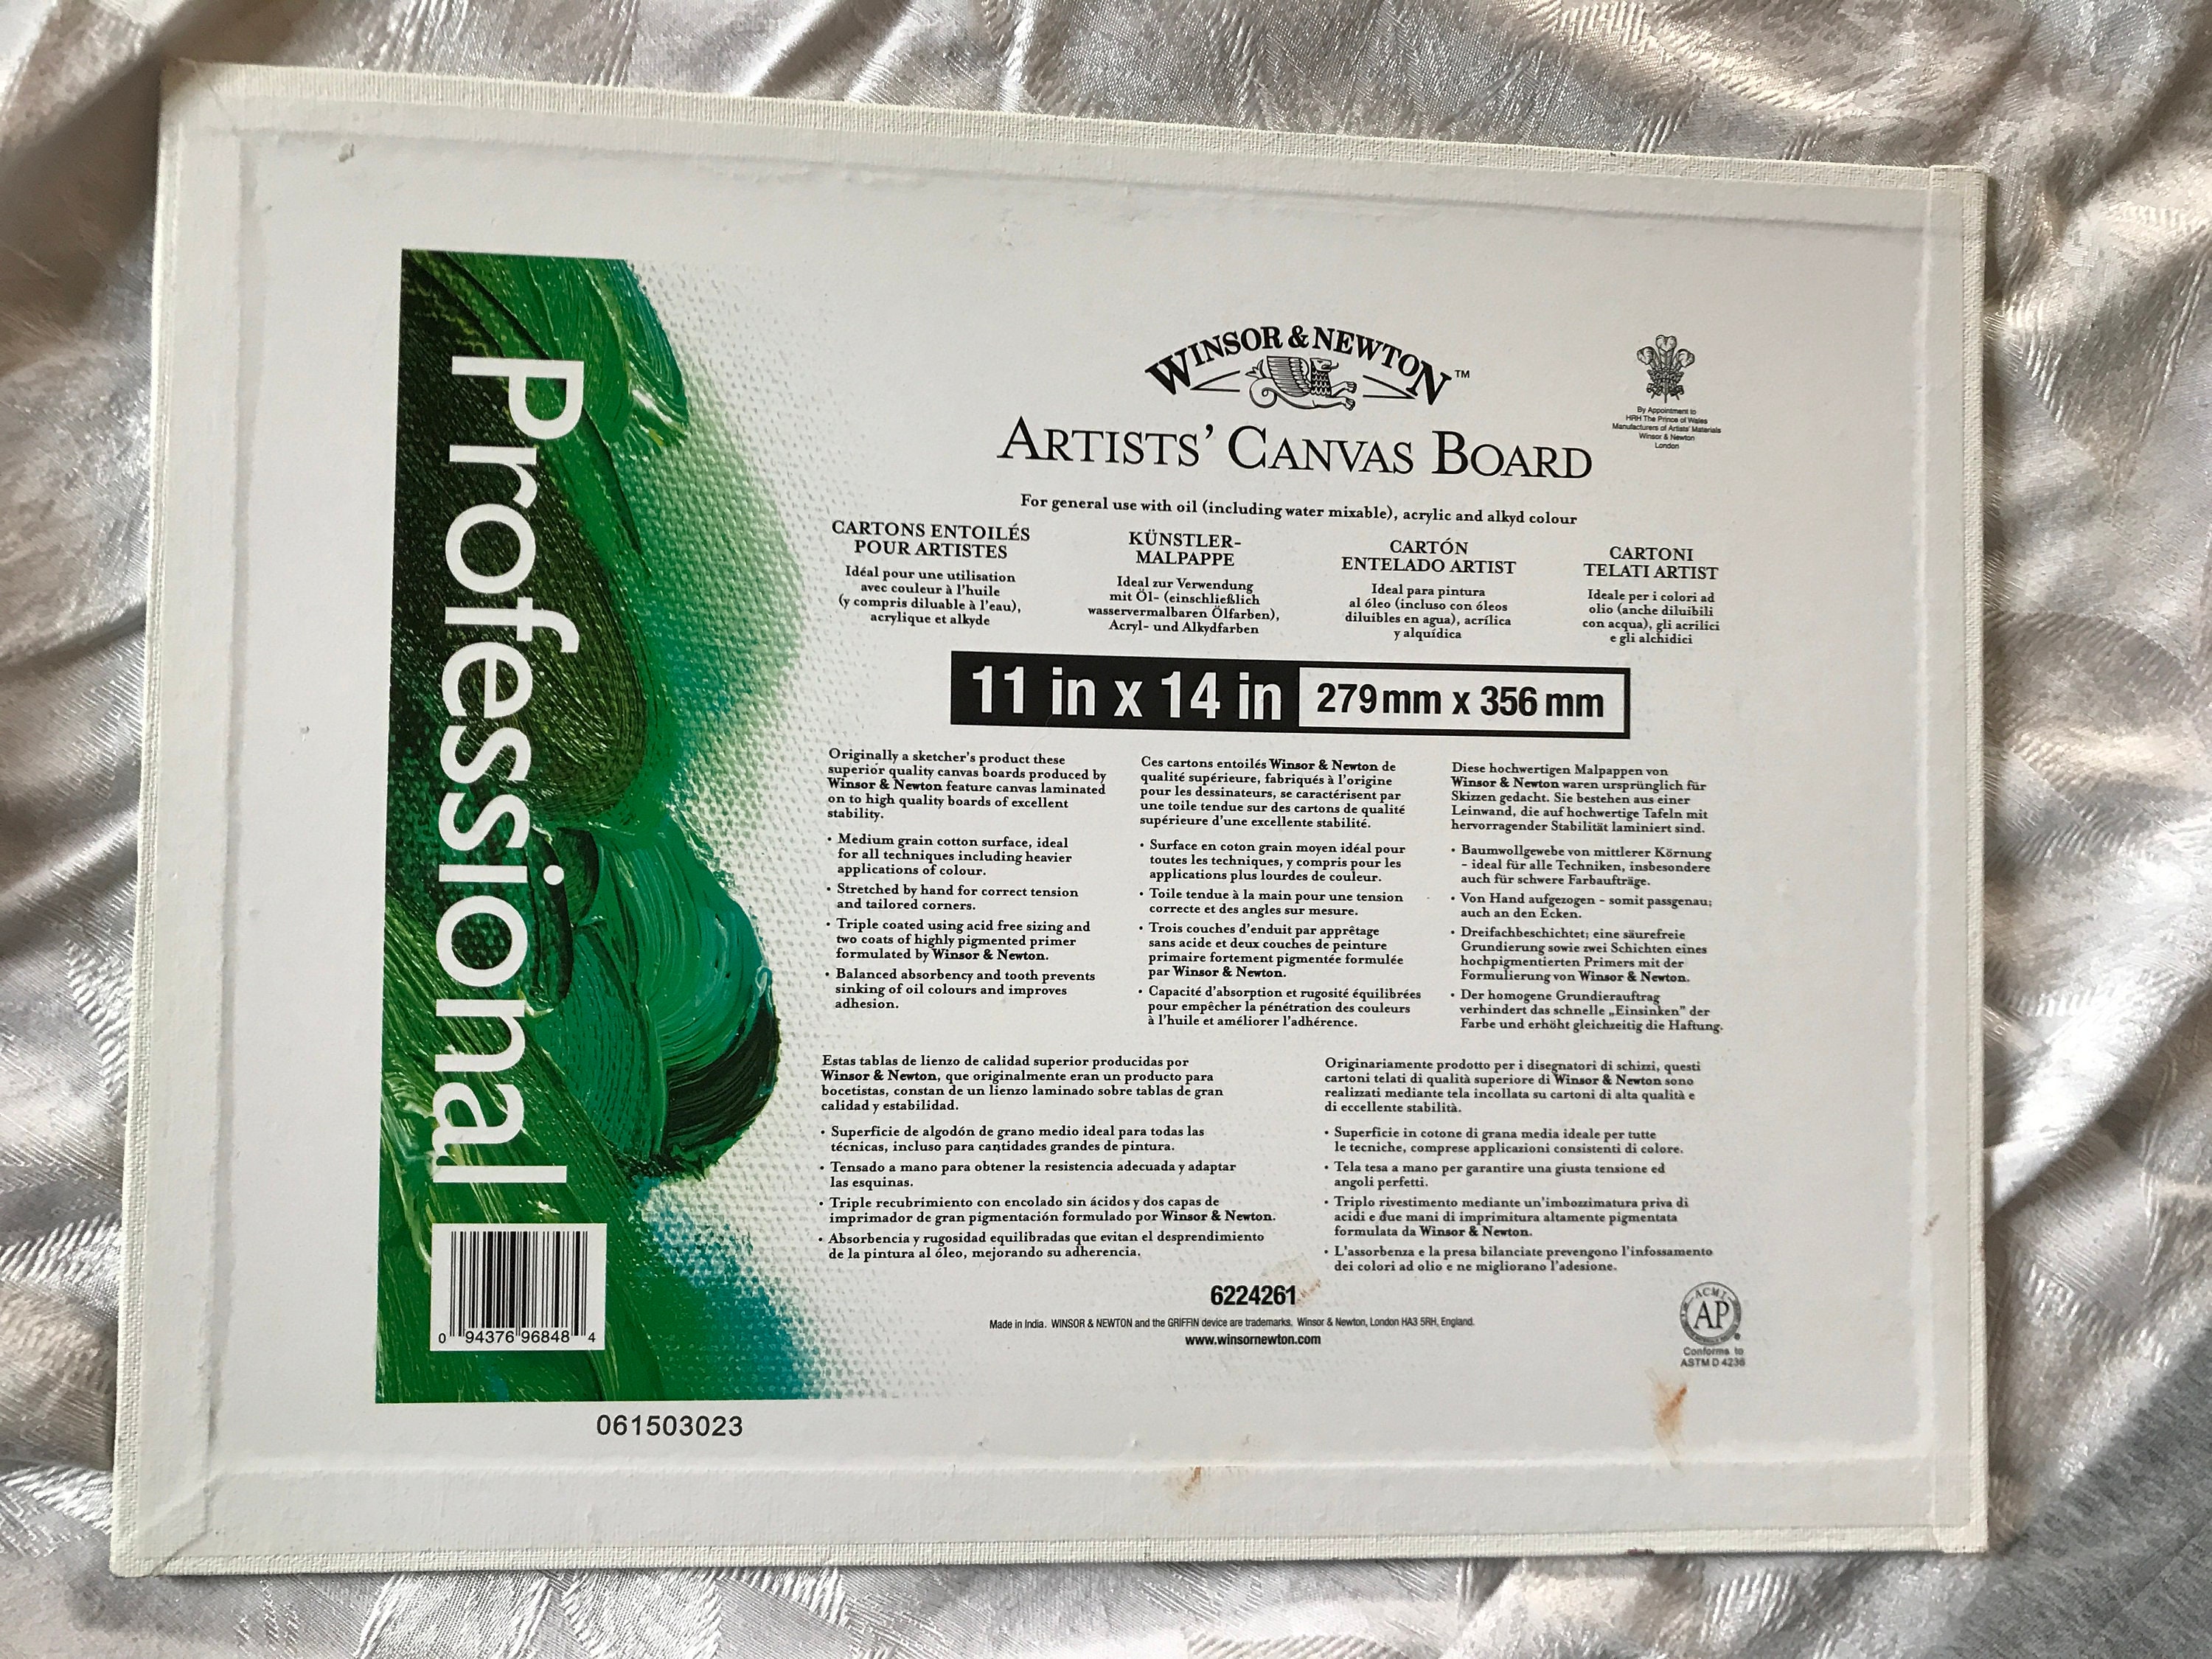 Professional
WINSOR & NEWTON™
ARTISTS' CANVAS BOARD
By Appointment to
HRH The Prince of Wales
Manufacturers of Artists' Materials
Winsor & Newton
London
For general use with oil (including water mixable), acrylic and alkyd colour
CARTONS ENTOILÉS
POUR ARTISTES
Idéal pour une utilisation
avec couleur à l'huile
(y compris diluable à l'eau),
acrylique et alkyde
KÜNSTLER-
MALPAPPE
Ideal zur Verwendung
mit Öl- (einschließlich
wasservermalbaren Ölfarben),
Acryl- und Alkydfarben
CARTÓN
ENTELADO ARTIST
Ideal para pintura
al óleo (incluso con óleos
diluibles en agua), acrílica
y alquídica
CARTONI
TELATI ARTIST
Ideale per i colori ad
olio (anche diluibili
con acqua), gli acrilici
e gli alchidici
11 in x 14 in 279 mm x 356 mm
Originally a sketcher's product these
superior quality canvas boards produced by
Winsor & Newton feature canvas laminated
on to high quality boards of excellent
stability.
• Medium grain cotton surface, ideal
for all techniques including heavier
applications of colour.
• Stretched by hand for correct tension
and tailored corners.
• Triple coated using acid free sizing and
two coats of highly pigmented primer
formulated by Winsor & Newton.
• Balanced absorbency and tooth prevents
sinking of oil colours and improves
adhesion.
Ces cartons entoilés Winsor & Newton de
qualité supérieure, fabriqués à l'origine
pour les dessinateurs, se caractérisent par
une toile tendue sur des cartons de qualité
supérieure d'une excellente stabilité.
• Surface en coton grain moyen idéal pour
toutes les techniques, y compris pour les
applications plus lourdes de couleur.
• Toile tendue à la main pour une tension
correcte et des angles sur mesure.
• Trois couches d'enduit par apprêtage
sans acide et deux couches de peinture
primaire fortement pigmentée formulée
par Winsor & Newton.
• Capacité d'absorption et rugosité équilibrées
pour empêcher la pénétration des couleurs
à l'huile et améliorer l'adhérence.
Diese hochwertigen Malpappen von
Winsor & Newton waren ursprünglich für
Skizzen gedacht. Sie bestehen aus einer
Leinwand, die auf hochwertige Tafeln mit
hervorragender Stabilität laminiert sind.
• Baumwollgewebe von mittlerer Körnung
– ideal für alle Techniken, insbesondere
auch für schwere Farbaufträge.
• Von Hand aufgezogen – somit passgenau;
auch an den Ecken.
• Dreifachbeschichtet; eine säurefreie
Grundierung sowie zwei Schichten eines
hochpigmentierten Primers mit der
Formulierung von Winsor & Newton.
• Der homogene Grundierauftrag
verhindert das schnelle „Einsinken" der
Farbe und erhöht gleichzeitig die Haftung.
Estas tablas de lienzo de calidad superior producidas por
Winsor & Newton, que originalmente eran un producto para
bocetistas, constan de un lienzo laminado sobre tablas de gran
calidad y estabilidad.
• Superficie de algodón de grano medio ideal para todas las
técnicas, incluso para cantidades grandes de pintura.
• Tensado a mano para obtener la resistencia adecuada y adaptar
las esquinas.
• Triple recubrimiento con encolado sin ácidos y dos capas de
imprimador de gran pigmentación formulado por Winsor & Newton.
• Absorbencia y rugosidad equilibradas que evitan el desprendimiento
de la pintura al óleo, mejorando su adherencia.
Originariamente prodotto per i disegnatori di schizzi, questi
cartoni telati di qualità superiore di Winsor & Newton sono
realizzati mediante tela incollata su cartoni di alta qualità e
di eccellente stabilità.
• Superficie in cotone di grana media ideale per tutte
le tecniche, comprese applicazioni consistenti di colore.
• Tela tesa a mano per garantire una giusta tensione ed
angoli perfetti.
• Triplo rivestimento mediante un'imbozzimatura priva di
acidi e due mani di imprimitura altamente pigmentata
formulata da Winsor & Newton.
• L'assorbenza e la presa bilanciate prevengono l'infossamento
dei colori ad olio e ne migliorano l'adesione.
6224261
Made in India. WINSOR & NEWTON and the GRIFFIN device are trademarks. Winsor & Newton, London HA3 5RH, England.
www.winsornewton.com
ACMI
AP
Conforms to
ASTM D 4236
0 94376 96848 4
061503023